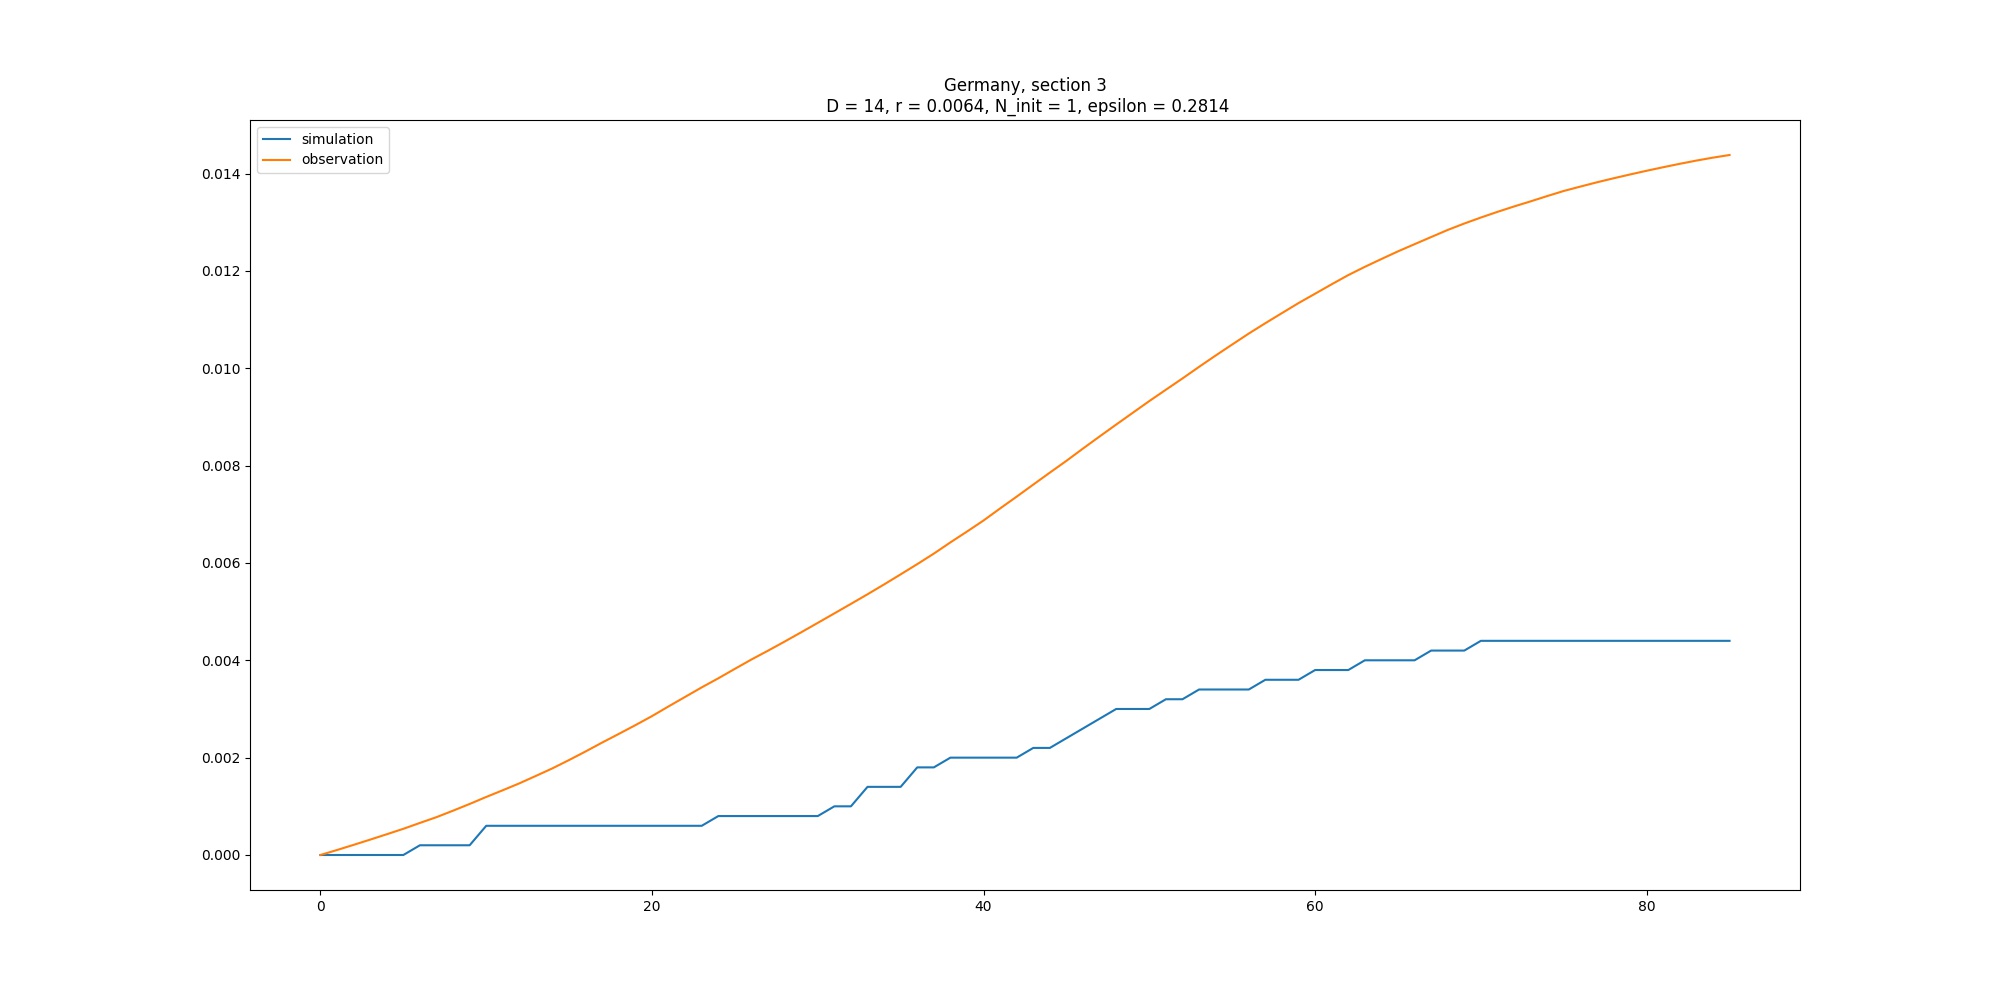 Germany, section 3
D = 14, r = 0.0064, N_init = 1, epsilon = 0.2814
simulation
observation
0.014
0.012
0.010
0.008
0.006
0.004
0.002
0.000
0 20 40 60 80